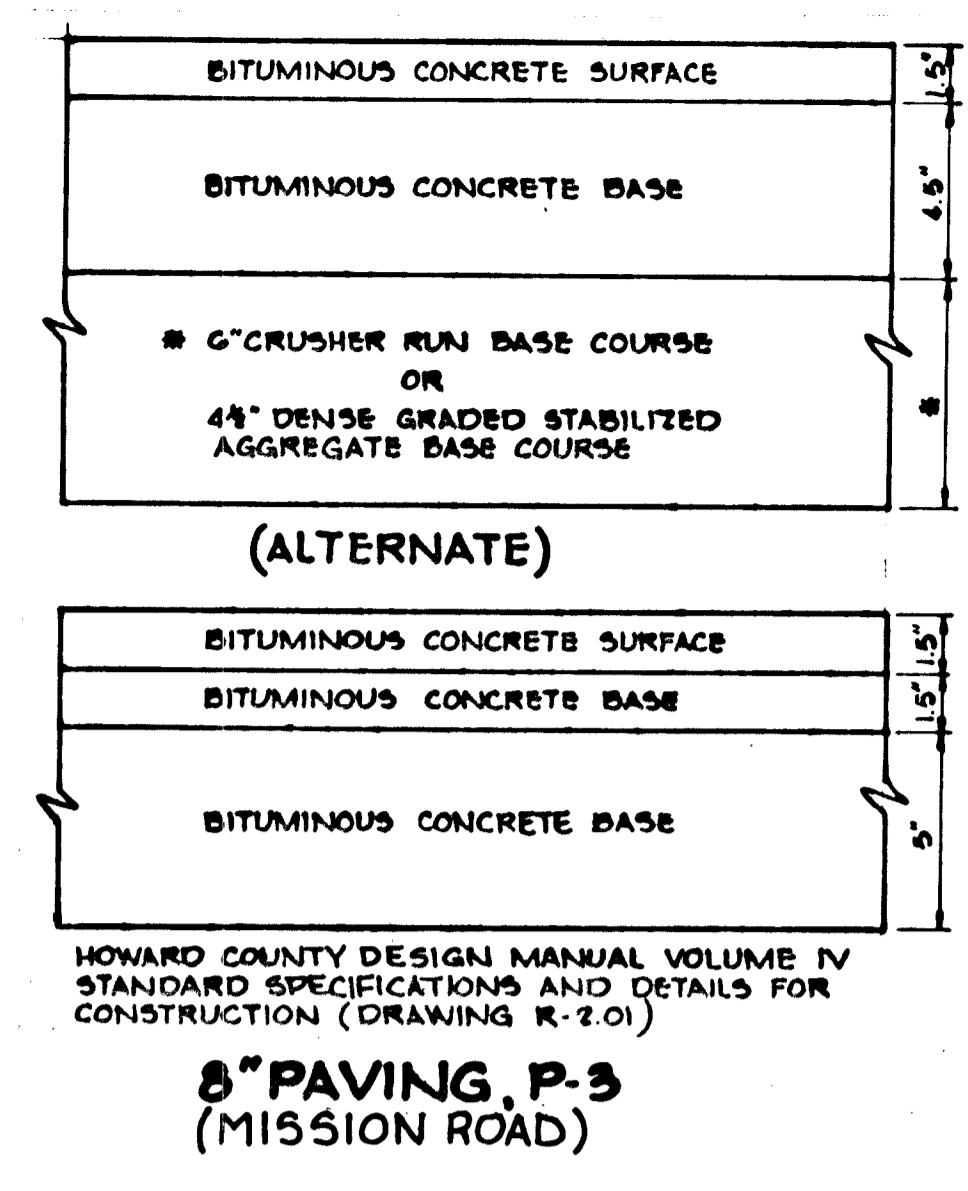 BITUMINOUS CONCRETE SURFACE
1.5"
BITUMINOUS CONCRETE BASE
4.5"
* 6" CRUSHER RUN BASE COURSE
OR
DENSE GRADED STABILIZED
AGGREGATE BASE COURSE
*
(ALTERNATE)
BITUMINOUS CONCRETE SURFACE
1.5"
BITUMINOUS CONCRETE BASE
1.5"
BITUMINOUS CONCRETE BASE
5"
HOWARD COUNTY DESIGN MANUAL VOLUME IV
STANDARD SPECIFICATIONS AND DETAILS FOR
CONSTRUCTION (DRAWING R-2.01)
8" PAVING, P-3
(MISSION ROAD)